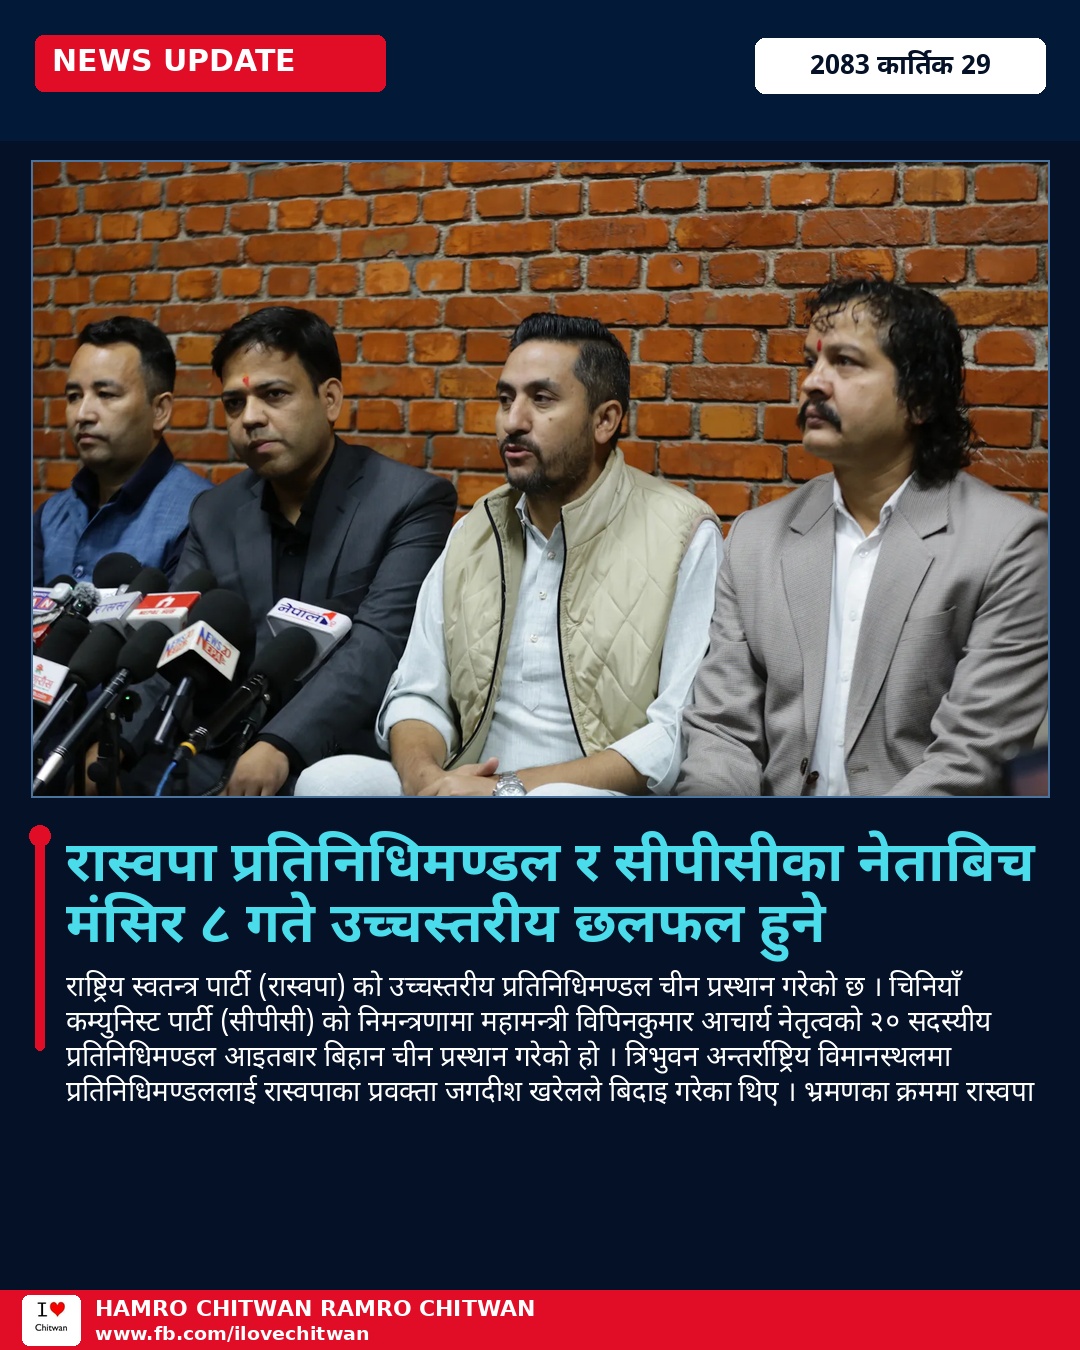 NEWS UPDATE
2083 कार्तिक 29
नेपाल
रास्वपा प्रतिनिधिमण्डल र सीपीसीका नेताबिच
मंसिर ८ गते उच्चस्तरीय छलफल हुने
राष्ट्रिय स्वतन्त्र पार्टी (रास्वपा) को उच्चस्तरीय प्रतिनिधिमण्डल चीन प्रस्थान गरेको छ । चिनियाँ
कम्युनिस्ट पार्टी (सीपीसी) को निमन्त्रणामा महामन्त्री विपिनकुमार आचार्य नेतृत्वको २० सदस्यीय
प्रतिनिधिमण्डल आइतबार बिहान चीन प्रस्थान गरेको हो । त्रिभुवन अन्तर्राष्ट्रिय विमानस्थलमा
प्रतिनिधिमण्डललाई रास्वपाका प्रवक्ता जगदीश खरेलले बिदाइ गरेका थिए । भ्रमणका क्रममा रास्वपा
I
Chitwan
HAMRO CHITWAN RAMRO CHITWAN
www.fb.com/ilovechitwan